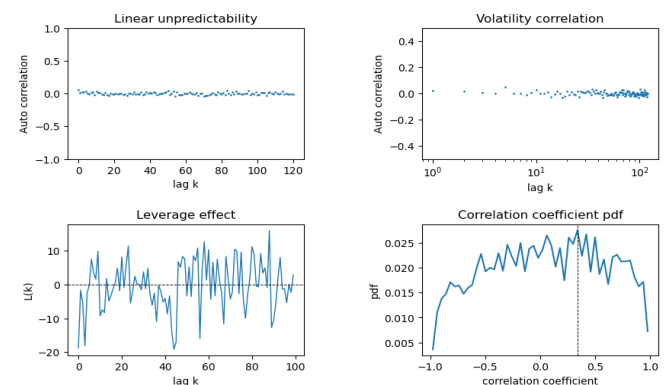 Linear unpredictability
Auto correlation
1.0
0.5
0.0
−0.5
−1.0
0 20 40 60 80 100 120
lag k
Volatility correlation
Auto correlation
0.4
0.2
0.0
−0.2
−0.4
10⁰ 10¹ 10²
lag k
Leverage effect
L(k)
10
0
−10
−20
0 20 40 60 80 100
lag k
Correlation coefficient pdf
pdf
0.025
0.020
0.015
0.010
0.005
−1.0 −0.5 0.0 0.5 1.0
correlation coefficient